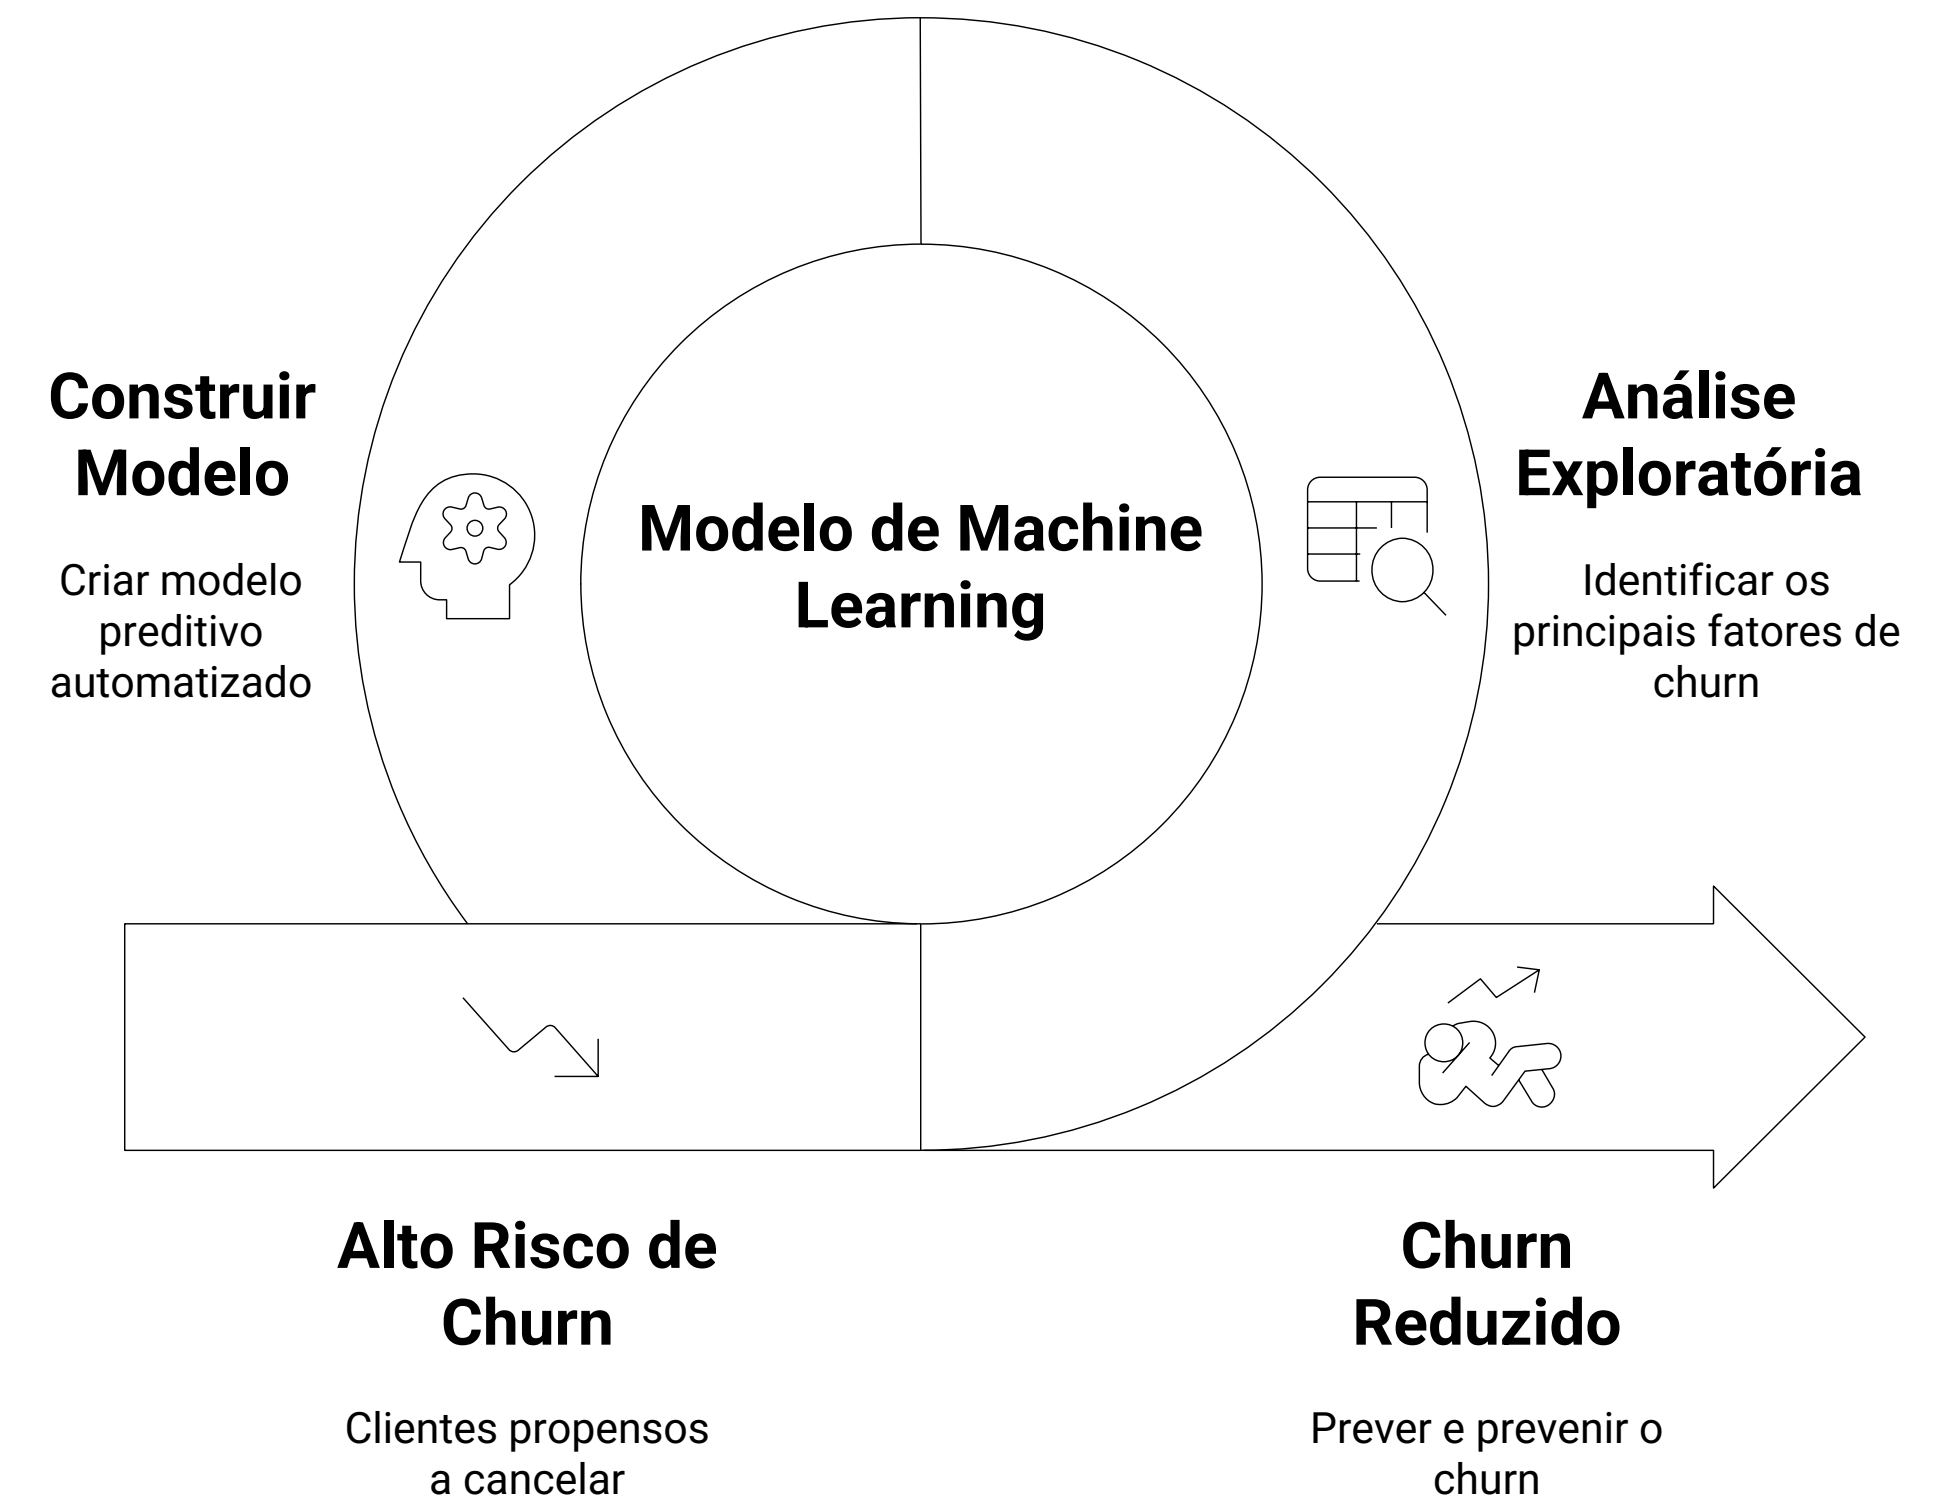 Construir
Modelo
Criar modelo
preditivo
automatizado
Modelo de Machine
Learning
Análise
Exploratória
Identificar os
principais fatores de
churn
Alto Risco de
Churn
Clientes propensos
a cancelar
Churn
Reduzido
Prever e prevenir o
churn